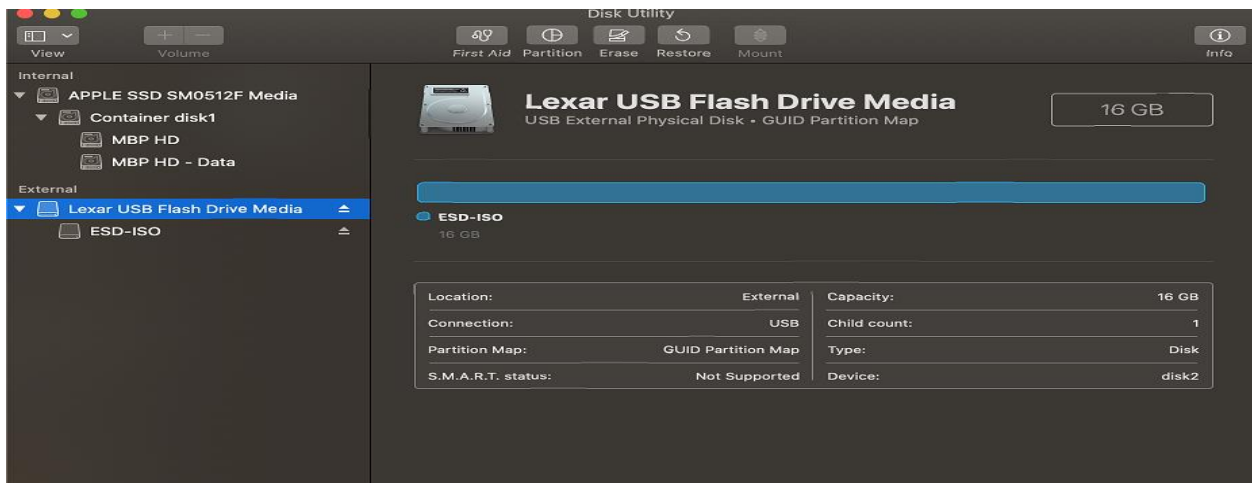 Disk Utility
View
Volume
First Aid
Partition
Erase
Restore
Mount
Info
Internal
APPLE SSD SM0512F Media
Container disk1
MBP HD
MBP HD - Data
External
Lexar USB Flash Drive Media
ESD-ISO
Lexar USB Flash Drive Media
USB External Physical Disk • GUID Partition Map
16 GB
ESD-ISO
16 GB
Location: External
Connection: USB
Partition Map: GUID Partition Map
S.M.A.R.T. status: Not Supported
Capacity: 16 GB
Child count: 1
Type: Disk
Device: disk2